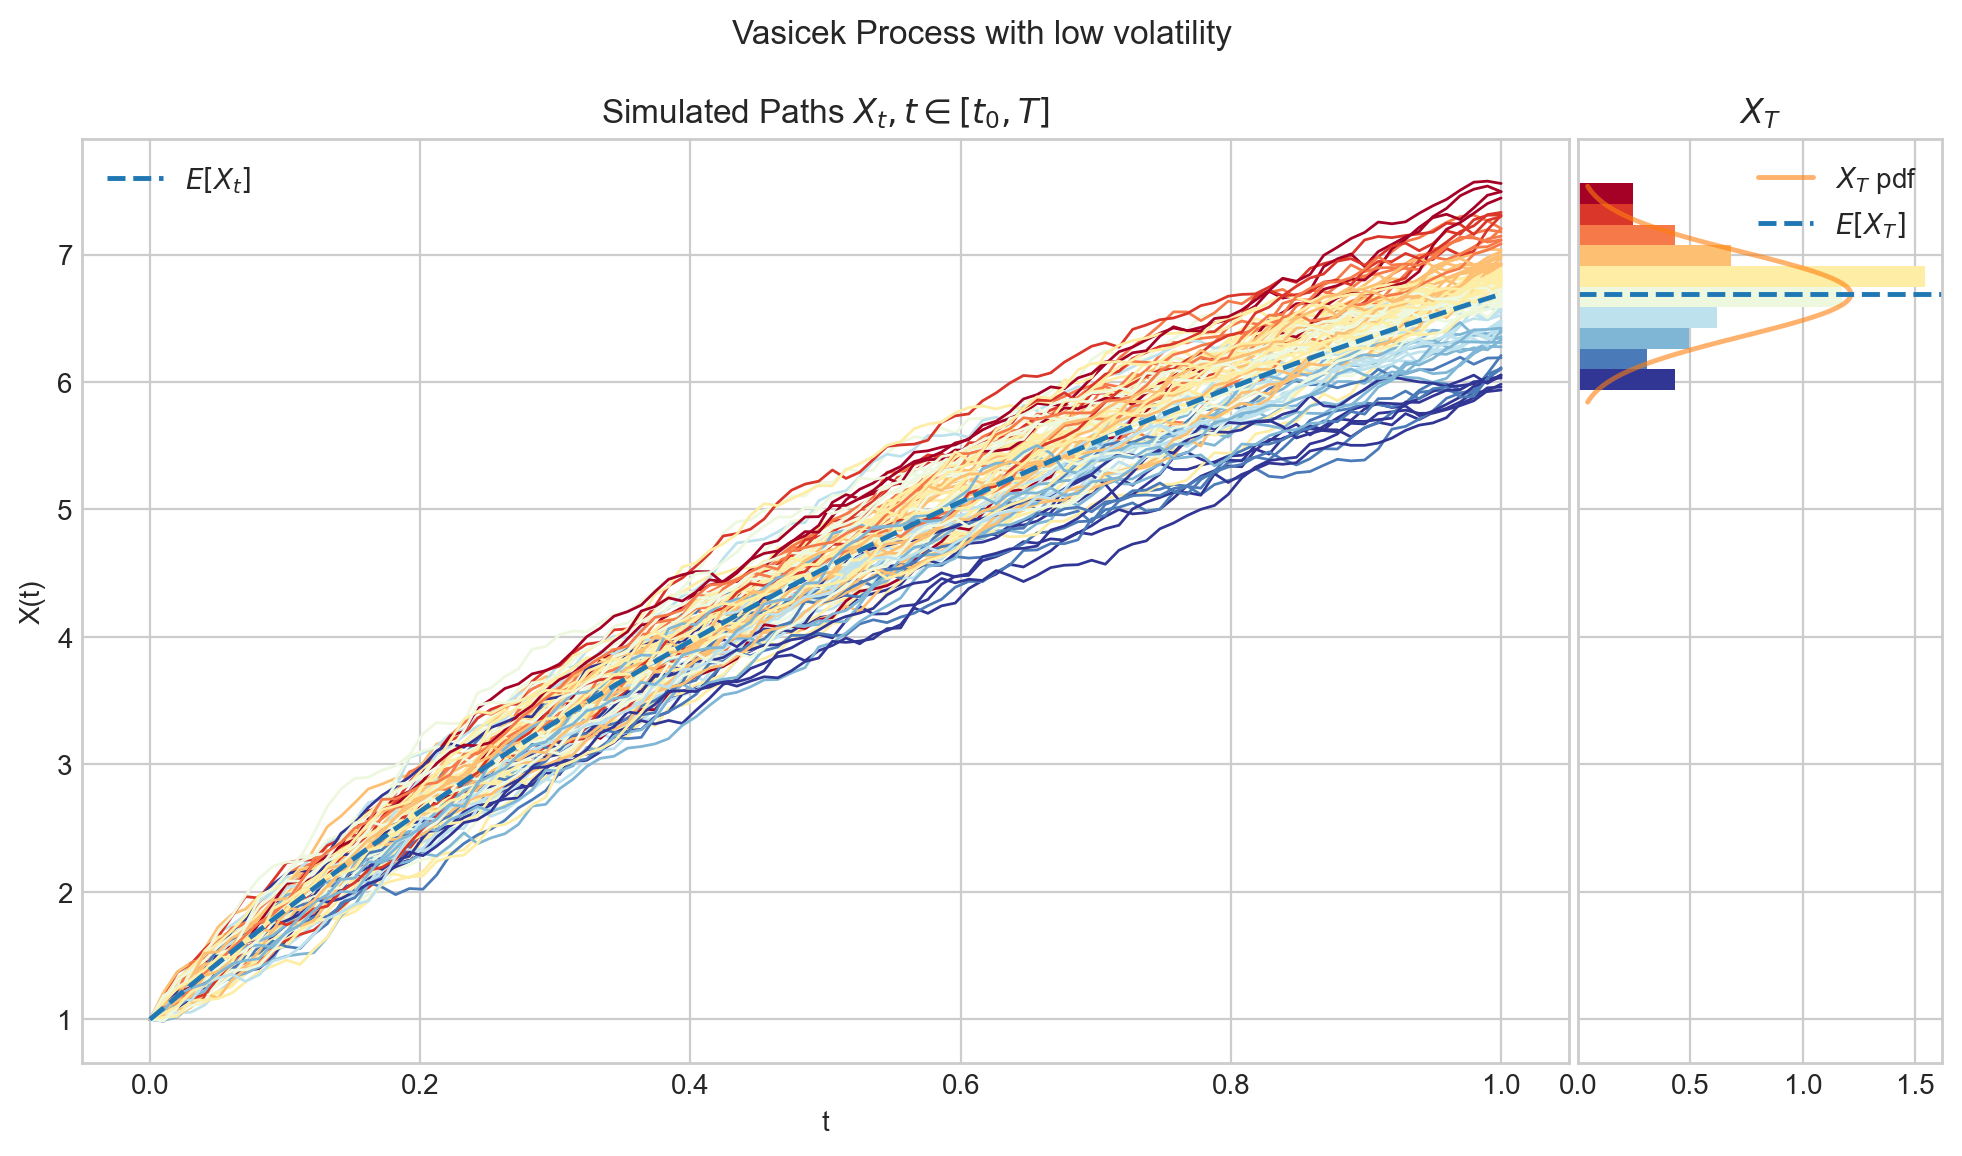 Vasicek Process with low volatility
Simulated Paths $X_t, t \in [t_0, T]$
$X_T$
$E[X_t]$
$X_T$ pdf
$E[X_T]$
X(t)
7
6
5
4
3
2
1
0.0 0.2 0.4 0.6 0.8 1.0
0.0 0.5 1.0 1.5
t